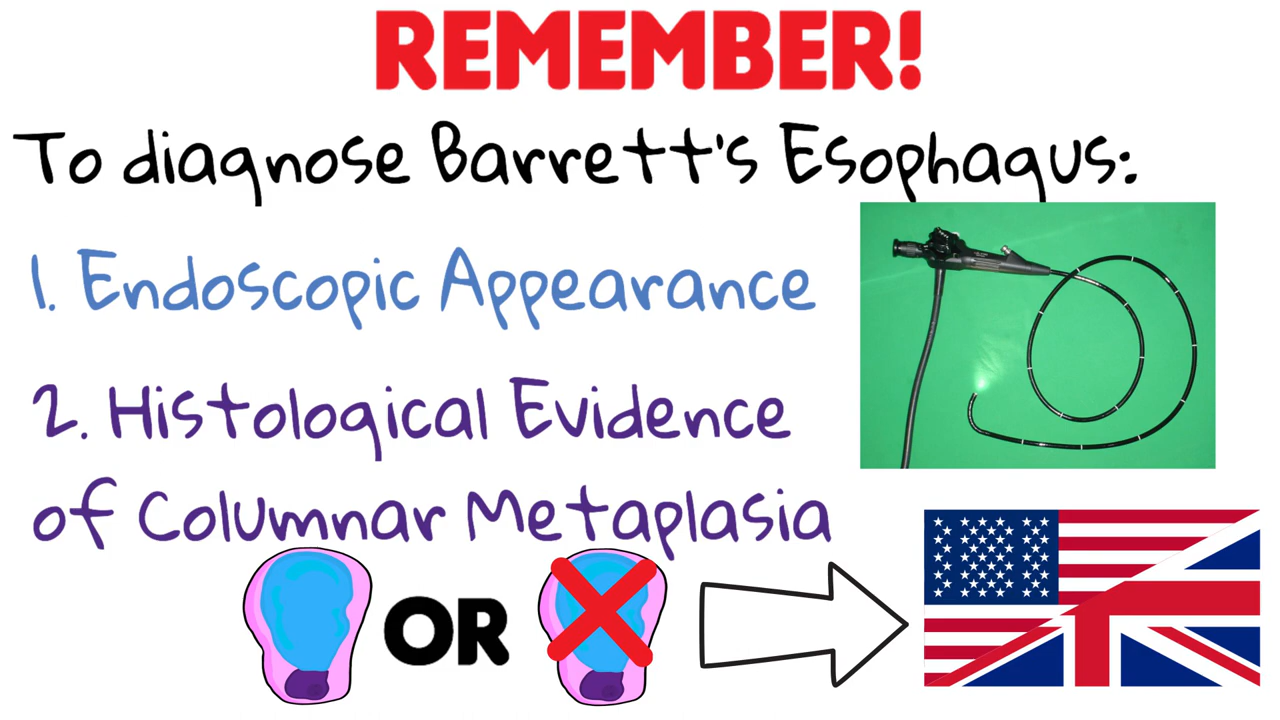 REMEMBER!
To diagnose Barrett's Esophagus:
1. Endoscopic Appearance
2. Histological Evidence
of Columnar Metaplasia
OR